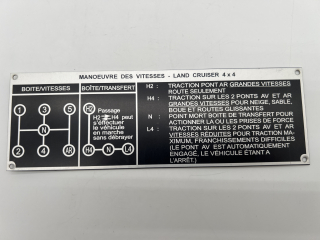 MANOEUVRE DES VITESSES - LAND CRUISER 4 x 4
BOITE/VITESSES
1 3 5
N
2 4 AR
BOÎTE/TRANSFERT
H2 Passage
H2 H4 peut
s'effectuer
le véhicule
en marche
sans débrayer
H4 N L4
H2 : TRACTION PONT AR GRANDES VITESSES
ROUTE SEULEMENT
H4 : TRACTION SUR LES 2 PONTS AV ET AR
GRANDES VITESSES POUR NEIGE, SABLE,
BOUE ET ROUTES GLISSANTES
N : POINT MORT BOITE DE TRANSFERT POUR
ACTIONNER LA OU LES PRISES DE FORCE
L4 : TRACTION SUR LES 2 PONTS AV ET AR
VITESSES RÉDUITES POUR TRACTION MA-
XIMUM, FRANCHISSEMENTS DIFFICILES
(LE PONT AV EST AUTOMATIQUEMENT
ENGAGÉ, LE VÉHICULE ÉTANT A
L'ARRÊT.)